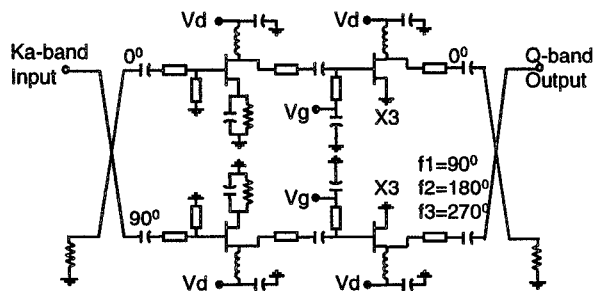 Vd
Vd
Ka-band
Input
0⁰
0⁰
Q-band
Output
Vg
X3
f1=90⁰
f2=180⁰
f3=270⁰
Vg
X3
90⁰
Vd
Vd